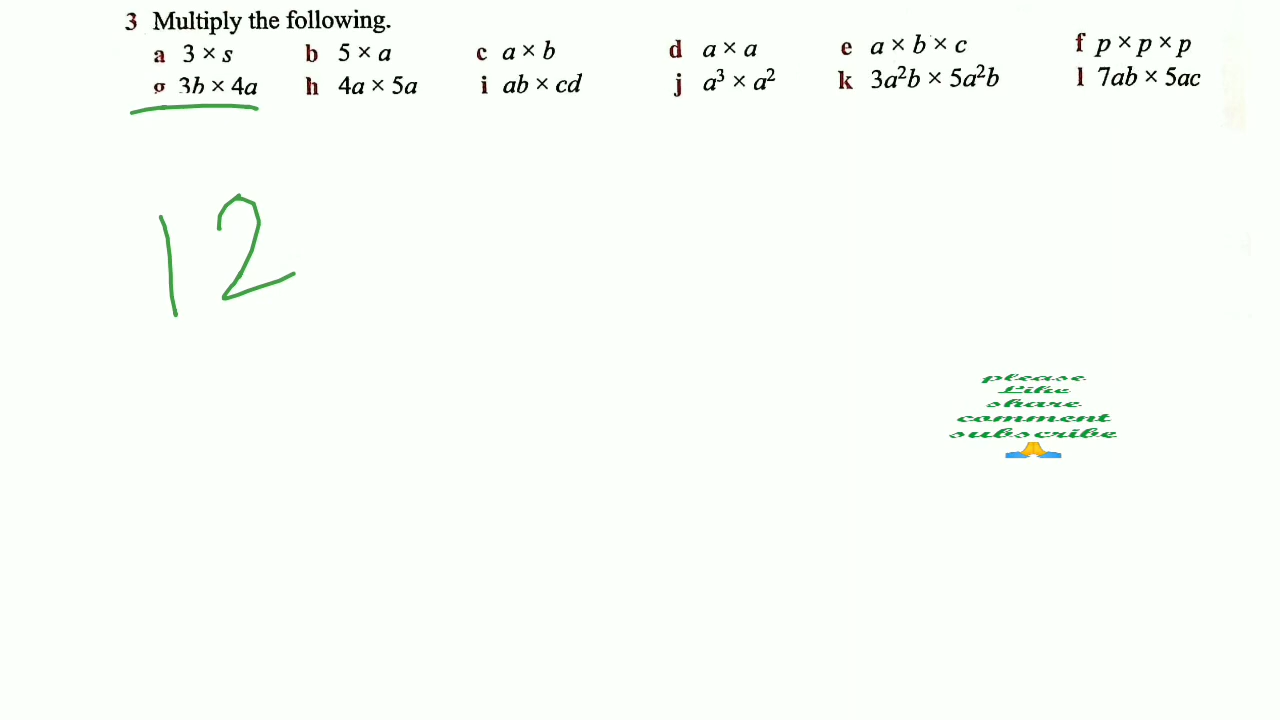 3 Multiply the following.
a 3 × s b 5 × a c a × b d a × a e a × b × c f p × p × p
g 3b × 4a h 4a × 5a i ab × cd j a³ × a² k 3a²b × 5a²b l 7ab × 5ac
12
please
Like
share
comment
subscribe